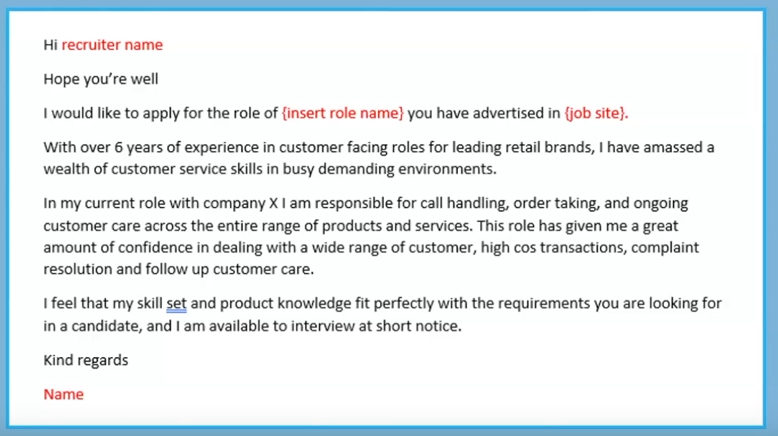 Hi recruiter name
Hope you’re well
I would like to apply for the role of {insert role name} you have advertised in {job site}.
With over 6 years of experience in customer facing roles for leading retail brands, I have amassed a
wealth of customer service skills in busy demanding environments.
In my current role with company X I am responsible for call handling, order taking, and ongoing
customer care across the entire range of products and services. This role has given me a great
amount of confidence in dealing with a wide range of customer, high cos transactions, complaint
resolution and follow up customer care.
I feel that my skill set and product knowledge fit perfectly with the requirements you are looking for
in a candidate, and I am available to interview at short notice.
Kind regards
Name